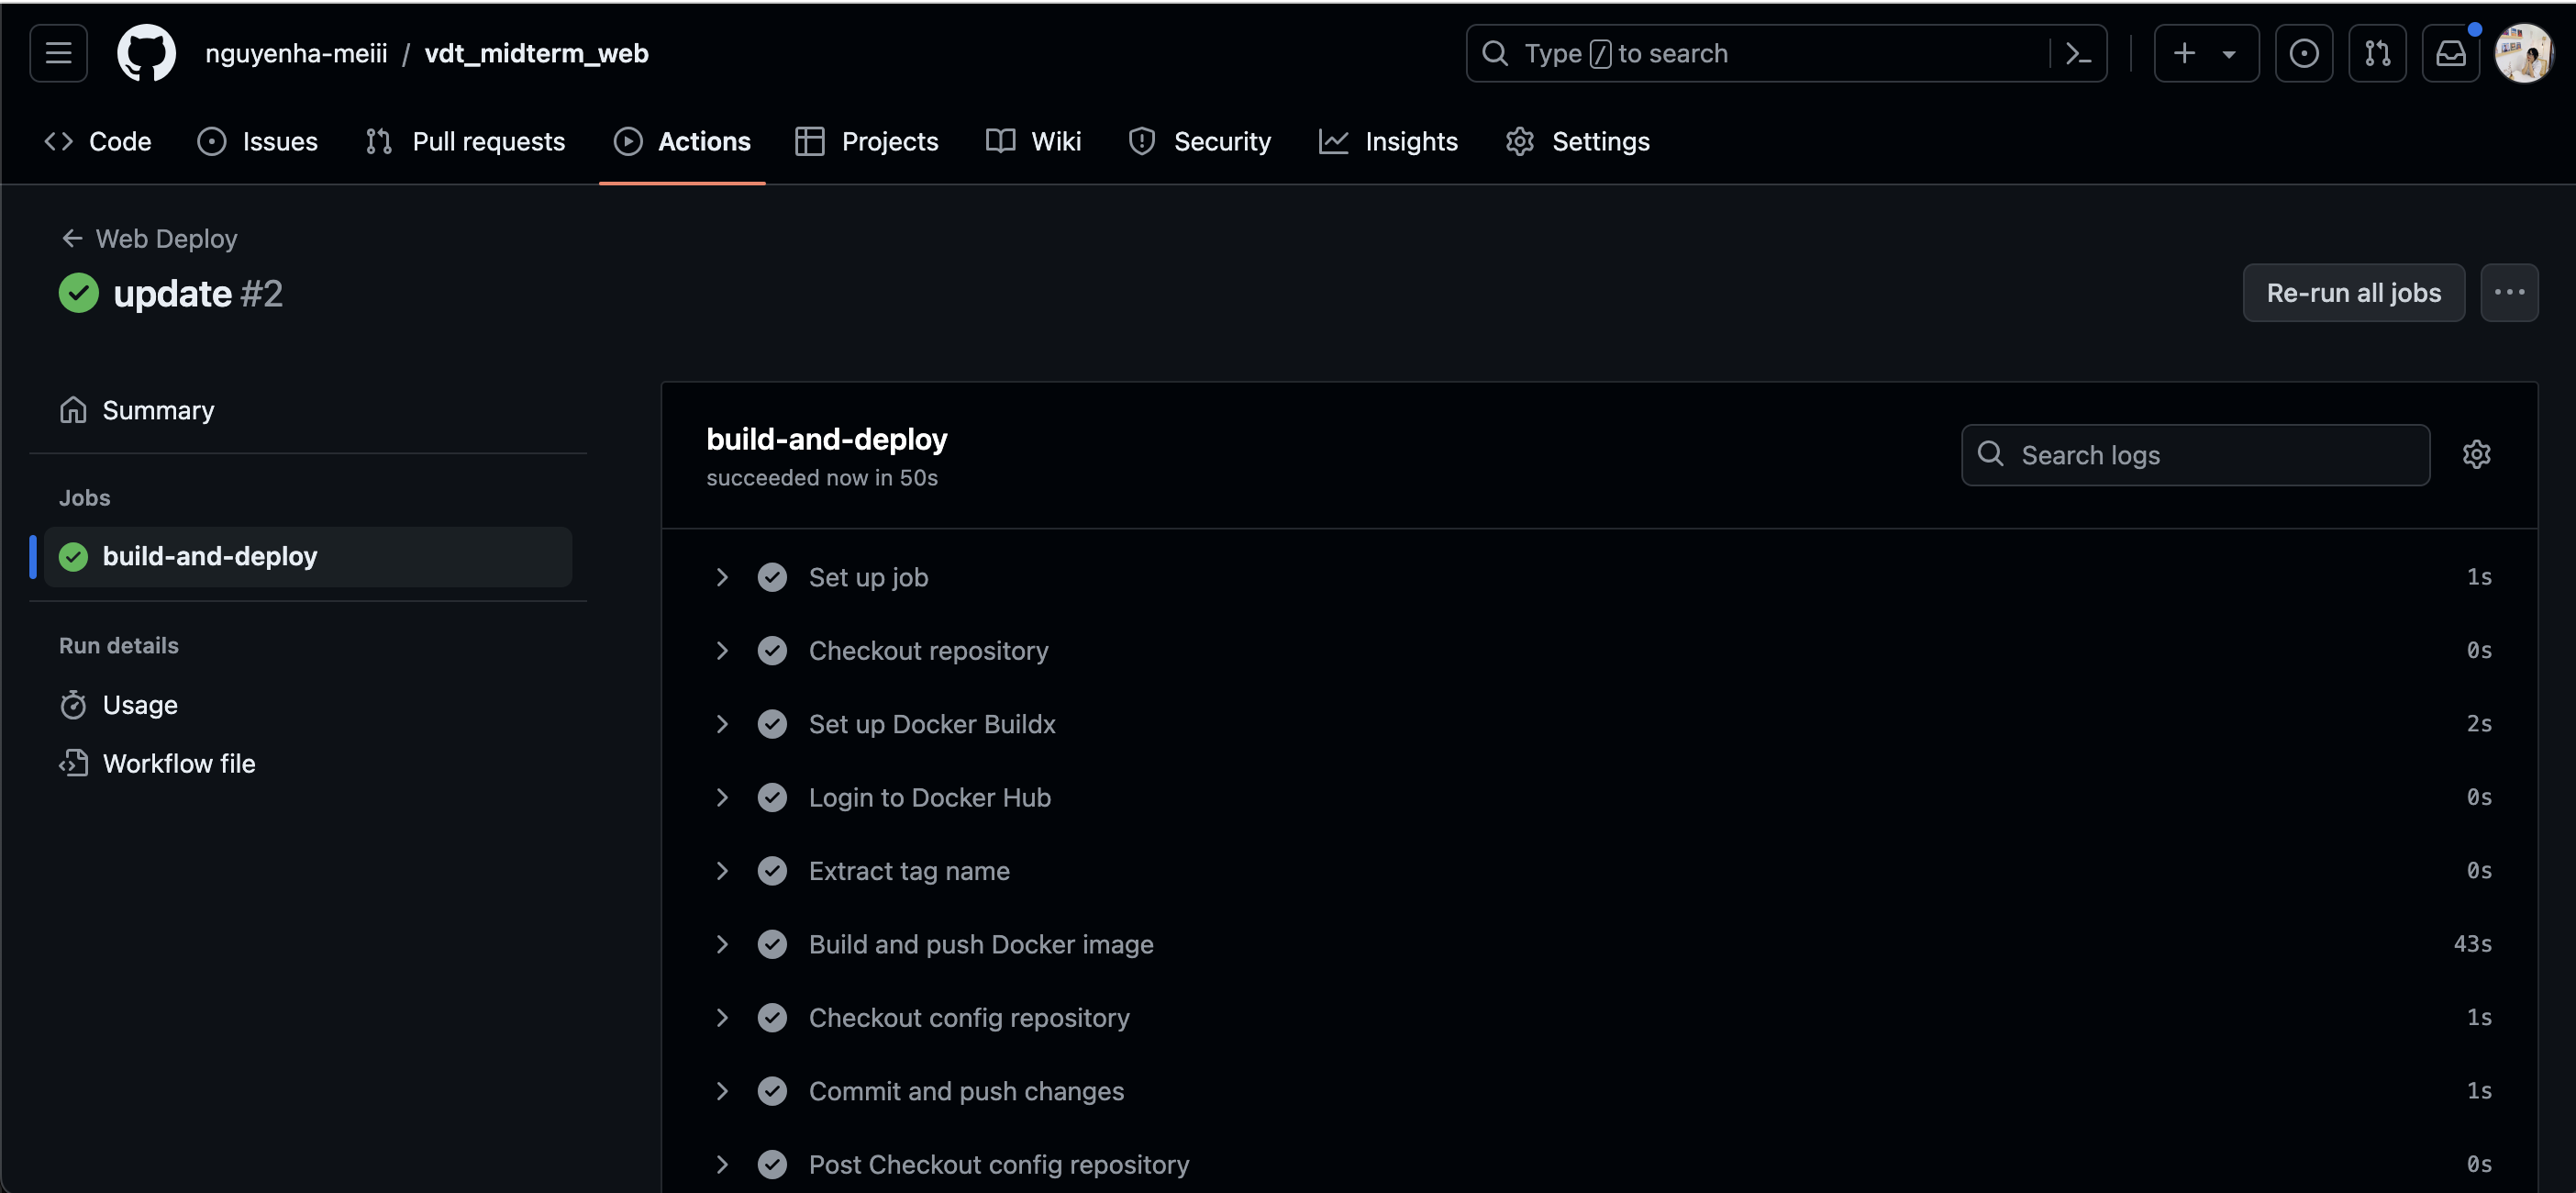 nguyenha-meiii / vdt_midterm_web
Type / to search
Code Issues Pull requests Actions Projects Wiki Security Insights Settings
Web Deploy
update #2
Re-run all jobs
Summary
Jobs
build-and-deploy
Run details
Usage
Workflow file
build-and-deploy
succeeded now in 50s
Search logs
Set up job 1s
Checkout repository 0s
Set up Docker Buildx 2s
Login to Docker Hub 0s
Extract tag name 0s
Build and push Docker image 43s
Checkout config repository 1s
Commit and push changes 1s
Post Checkout config repository 0s